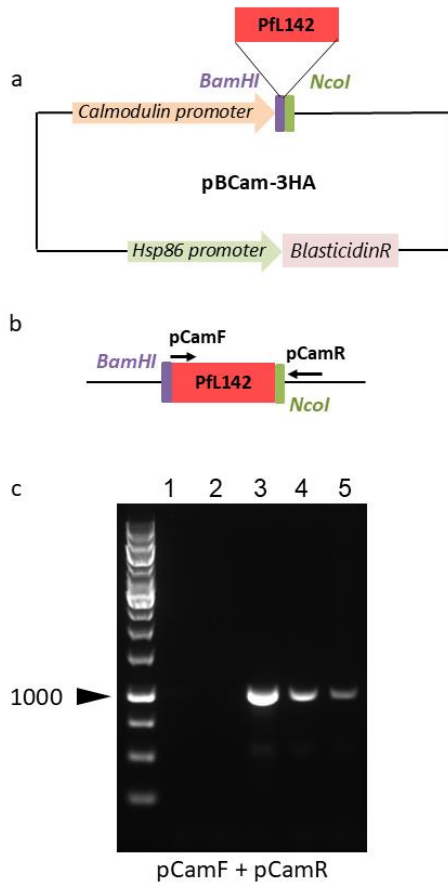 PfL142
a
BamHI NcoI
Calmodulin promoter
pBCam-3HA
Hsp86 promoter BlasticidinR
b
pCamF
pCamR
BamHI
PfL142
NcoI
c 1 2 3 4 5
1000
pCamF + pCamR